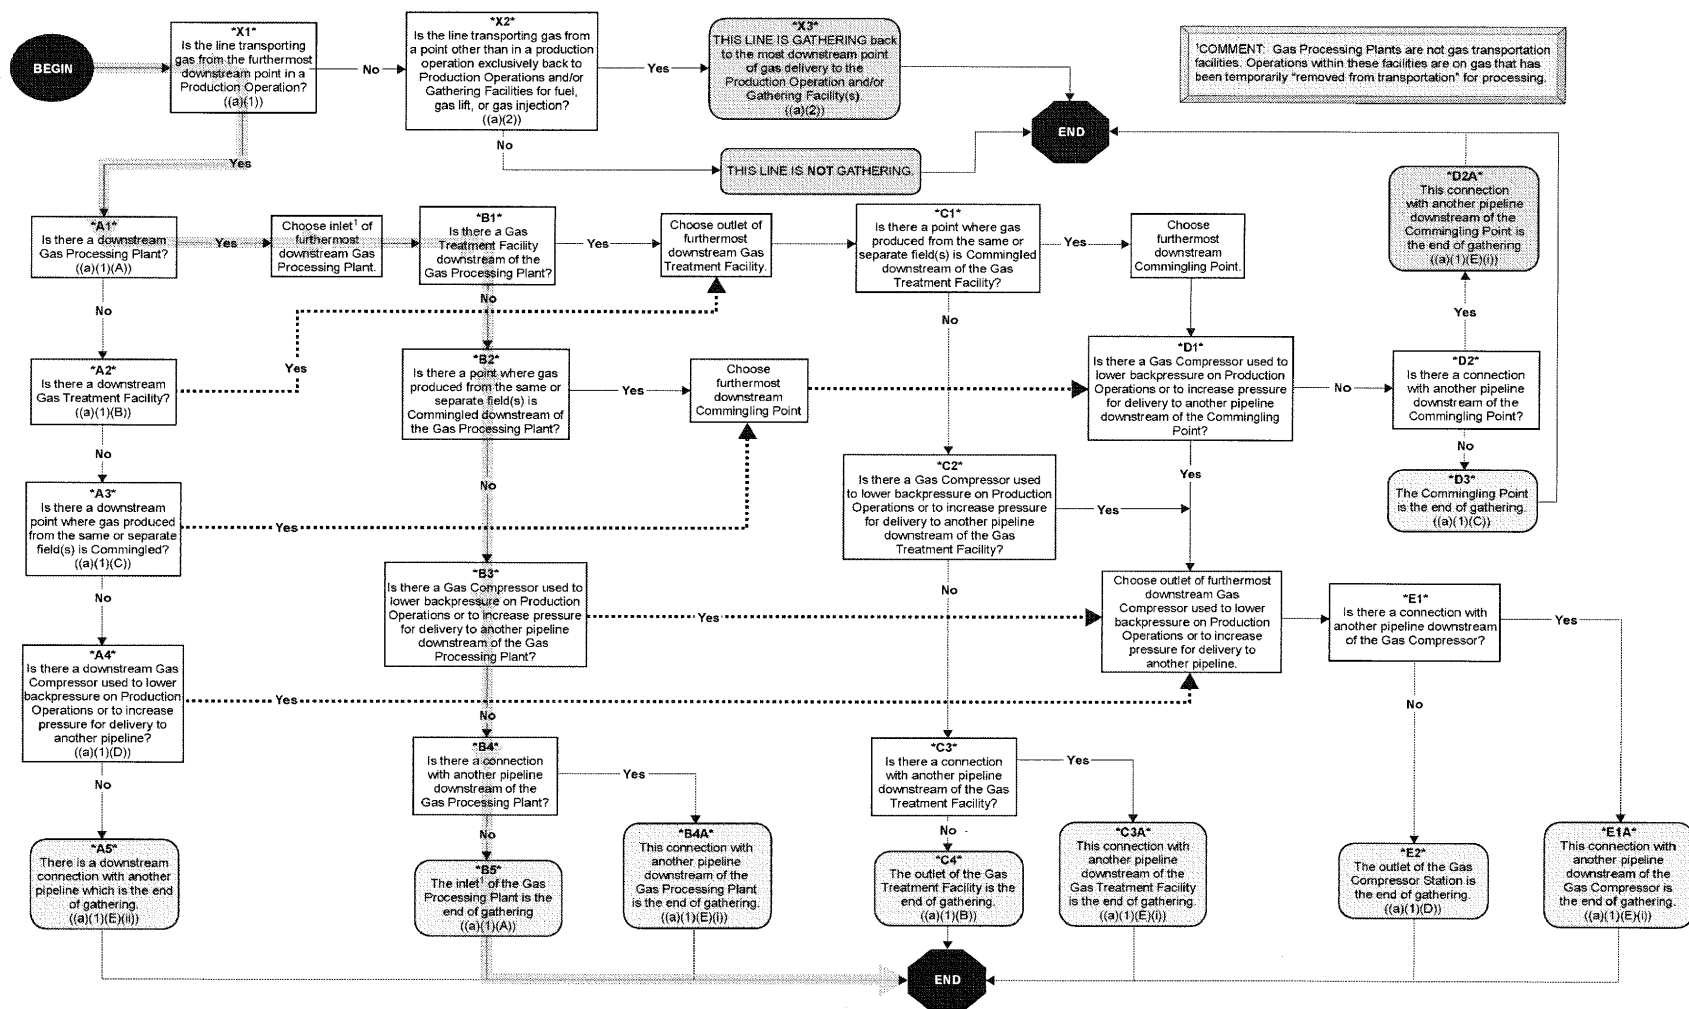 BEGIN
*X1*
Is the line transporting
gas from the furthermost
downstream point in a
Production Operation?
((a)(1))
No
*X2*
Is the line transporting gas from
a point other than in a production
operation exclusively back to
Production Operations and/or
Gathering Facilities for fuel,
gas lift, or gas injection?
((a)(2))
Yes
*X3*
THIS LINE IS GATHERING back
to the most downstream point
of gas delivery to the
Production Operation and/or
Gathering Facility(s)
((a)(2))
¹COMMENT: Gas Processing Plants are not gas transportation
facilities. Operations within these facilities are on gas that has
been temporarily "removed from transportation" for processing.
END
No
THIS LINE IS NOT GATHERING.
Yes
*A1*
Is there a downstream
Gas Processing Plant?
((a)(1)(A))
Yes
Choose inlet¹ of
furthermost
downstream Gas
Processing Plant.
*B1*
Is there a Gas
Treatment Facility
downstream of the
Gas Processing Plant?
Yes
Choose outlet of
furthermost
downstream Gas
Treatment Facility.
*C1*
Is there a point where gas
produced from the same or
separate field(s) is Commingled
downstream of the Gas
Treatment Facility?
Yes
Choose
furthermost
downstream
Commingling Point.
*D2A*
This connection
with another pipeline
downstream of the
Commingling Point
is the end of gathering
((a)(1)(E)(i))
No
No
No
Yes
*A2*
Is there a downstream
Gas Treatment Facility?
((a)(1)(B))
Yes
*B2*
Is there a point where gas
produced from the same or
separate field(s) is
Commingled downstream of
the Gas Processing Plant?
Yes
Choose
furthermost
downstream
Commingling Point
*D1*
Is there a Gas Compressor used to
lower backpressure on Production
Operations or to increase pressure
for delivery to another pipeline
downstream of the Commingling
Point?
No
*D2*
Is there a connection
with another pipeline
downstream of the
Commingling Point?
No
No
Yes
No
*A3*
Is there a downstream
point where gas produced
from the same or separate
field(s) is Commingled?
((a)(1)(C))
Yes
*C2*
Is there a Gas Compressor used
to lower backpressure on Production
Operations or to increase pressure
for delivery to another pipeline
downstream of the Gas
Treatment Facility?
Yes
*D3*
The Commingling Point
is the end of gathering.
((a)(1)(C))
No
*B3*
Is there a Gas Compressor used to
lower backpressure on Production
Operations or to increase pressure
for delivery to another pipeline
downstream of the Gas
Processing Plant?
Yes
No
Choose outlet of furthermost
downstream Gas
Compressor used to lower
backpressure on Production
Operations or to increase
pressure for delivery to
another pipeline.
*E1*
Is there a connection with
another pipeline downstream
of the Gas Compressor?
Yes
*A4*
Is there a downstream Gas
Compressor used to lower
backpressure on Production
Operations or to increase
pressure for delivery to
another pipeline?
((a)(1)(D))
Yes
No
No
No
*B4*
Is there a connection
with another pipeline
downstream of the
Gas Processing Plant?
Yes
*C3*
Is there a connection
with another pipeline
downstream of the Gas
Treatment Facility?
Yes
No
No
*A5*
There is a downstream
connection with another
pipeline which is the end
of gathering.
((a)(1)(E)(ii))
*B5*
The inlet¹ of the Gas
Processing Plant is the
end of gathering
((a)(1)(A))
*B4A*
This connection with
another pipeline
downstream of the
Gas Processing Plant
is the end of gathering.
((a)(1)(E)(i))
*C4*
The outlet of the Gas
Treatment Facility is the
end of gathering.
((a)(1)(B))
*C3A*
This connection with
another pipeline
downstream of the
Gas Treatment Facility
is the end of gathering.
((a)(1)(E)(i))
*E2*
The outlet of the Gas
Compressor Station is
the end of gathering.
((a)(1)(D))
*E1A*
This connection with
another pipeline
downstream of the
Gas Compressor is
the end of gathering.
((a)(1)(E)(i))
END